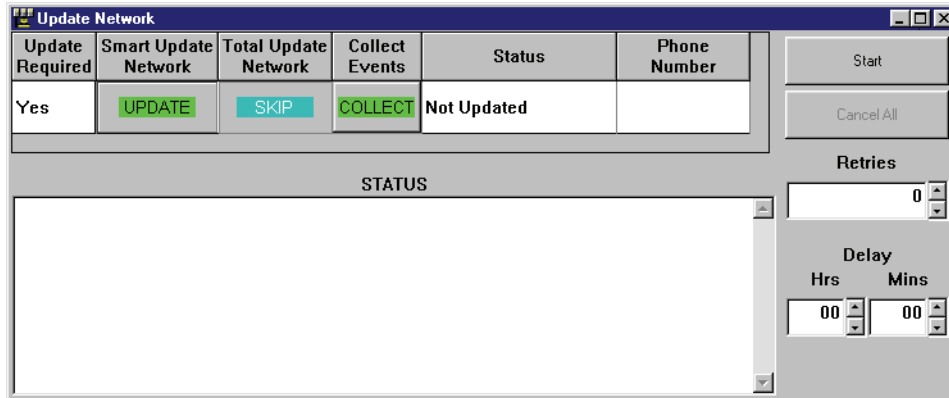 Update Network
Update Required
Smart Update Network
Total Update Network
Collect Events
Status
Phone Number
Yes
UPDATE
SKIP
COLLECT
Not Updated
Start
Cancel All
Retries
0
STATUS
Delay
Hrs
Mins
00
00